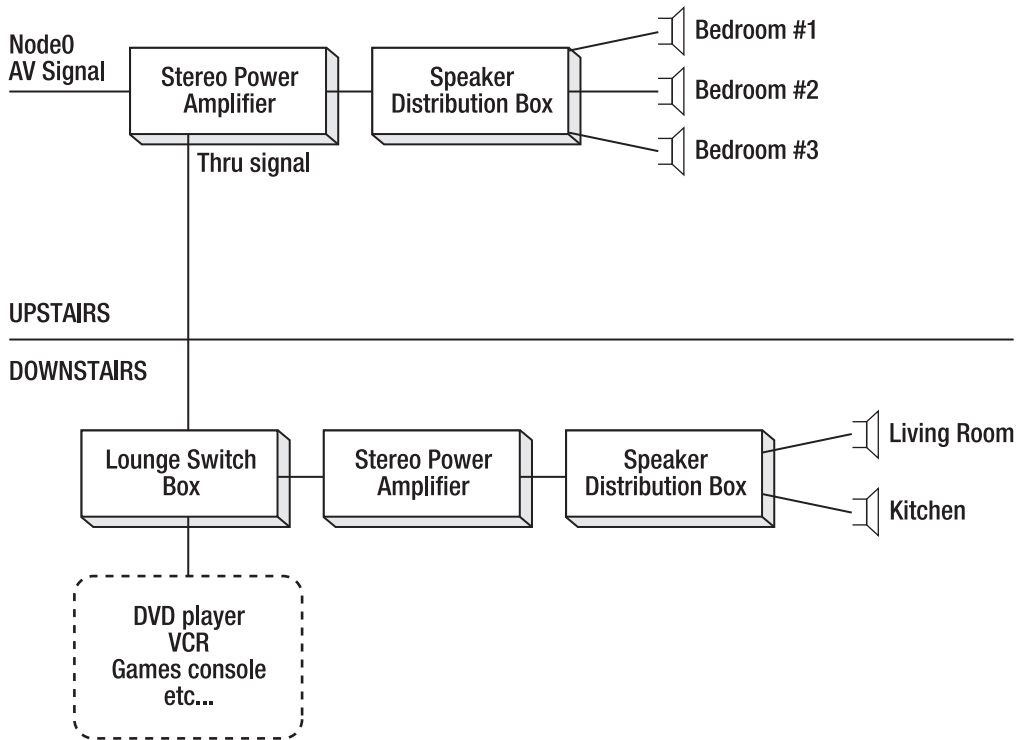 Node0
AV Signal
Stereo Power
Amplifier
Speaker
Distribution Box
Bedroom #1
Bedroom #2
Bedroom #3
Thru signal
UPSTAIRS
DOWNSTAIRS
Lounge Switch
Box
Stereo Power
Amplifier
Speaker
Distribution Box
Living Room
Kitchen
DVD player
VCR
Games console
etc...